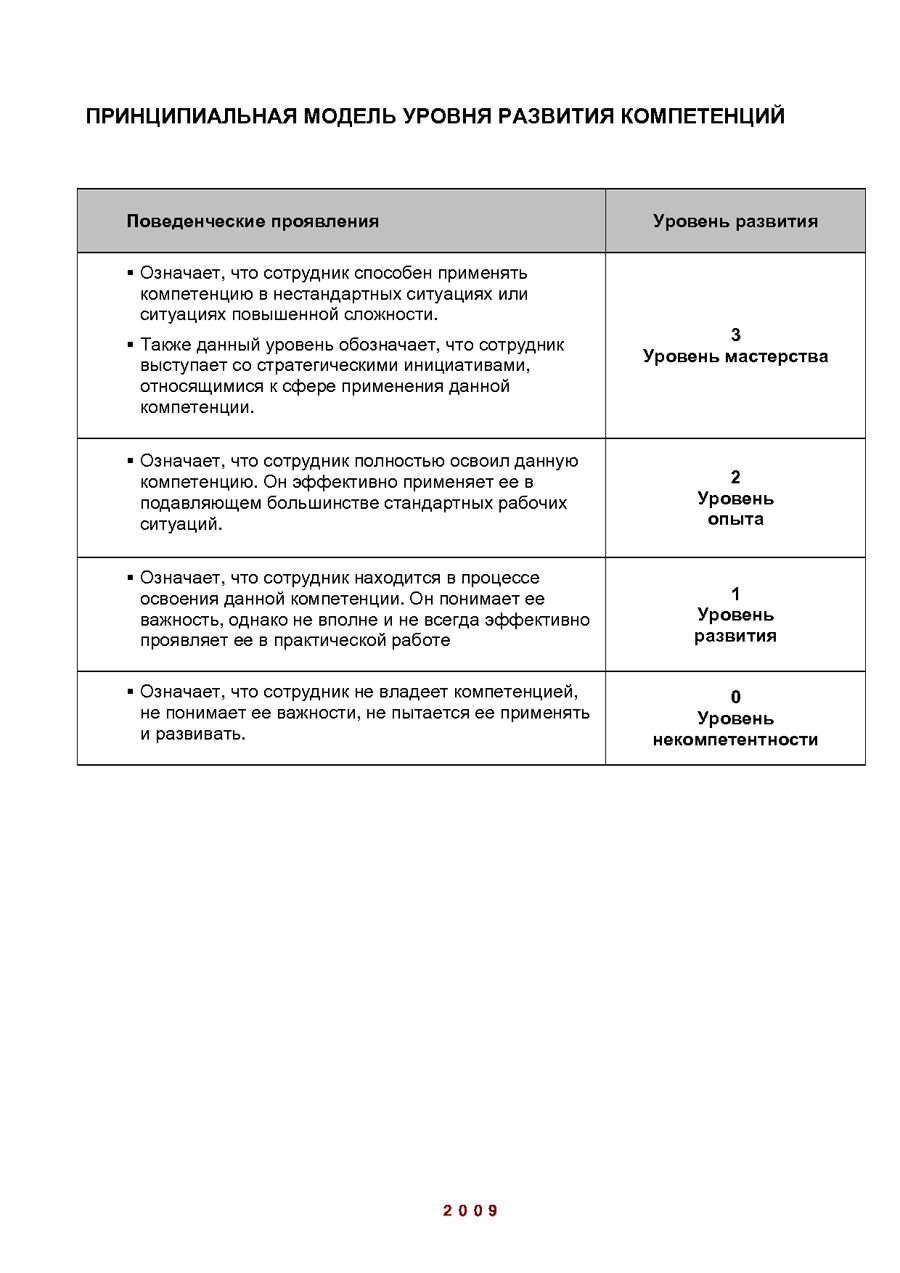 ПРИНЦИПИАЛЬНАЯ МОДЕЛЬ УРОВНЯ РАЗВИТИЯ КОМПЕТЕНЦИЙ
Поведенческие проявления
Уровень развития
▪ Означает, что сотрудник способен применять
компетенцию в нестандартных ситуациях или
ситуациях повышенной сложности.
▪ Также данный уровень обозначает, что сотрудник
выступает со стратегическими инициативами,
относящимися к сфере применения данной
компетенции.
3
Уровень мастерства
▪ Означает, что сотрудник полностью освоил данную
компетенцию. Он эффективно применяет ее в
подавляющем большинстве стандартных рабочих
ситуаций.
2
Уровень
опыта
▪ Означает, что сотрудник находится в процессе
освоения данной компетенции. Он понимает ее
важность, однако не вполне и не всегда эффективно
проявляет ее в практической работе
1
Уровень
развития
▪ Означает, что сотрудник не владеет компетенцией,
не понимает ее важности, не пытается ее применять
и развивать.
0
Уровень
некомпетентности
2009